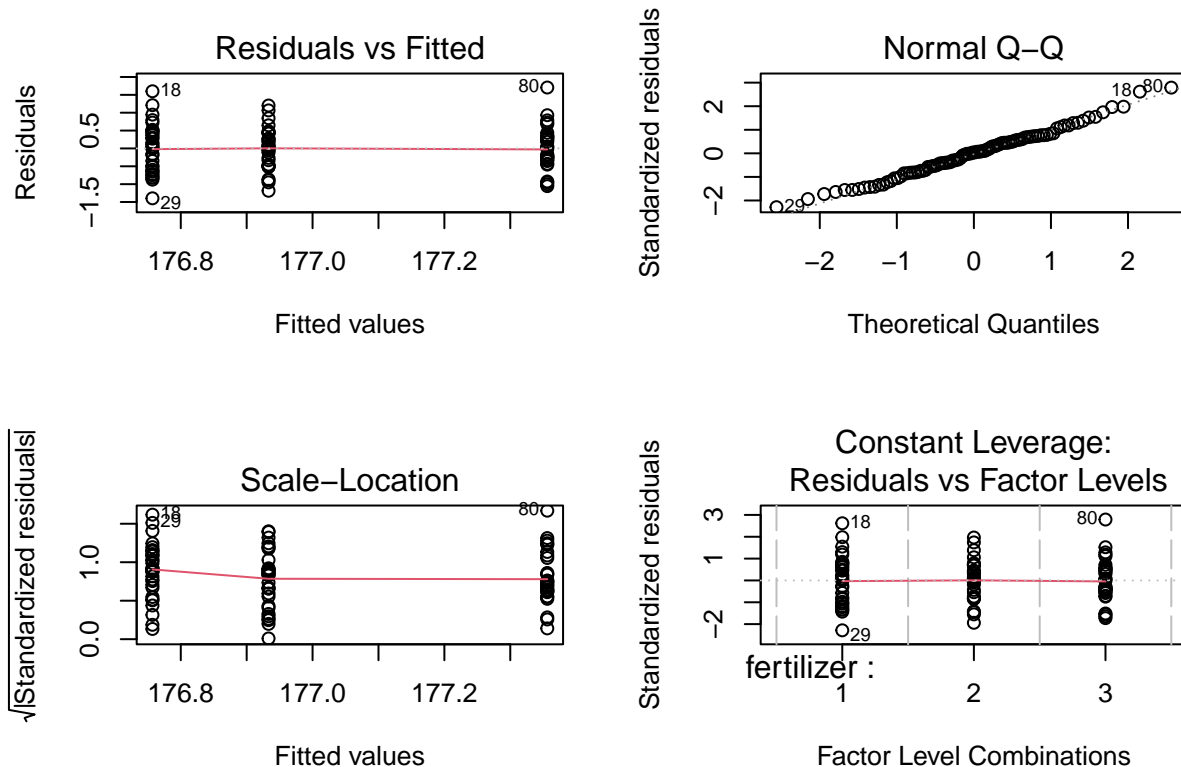 Residuals vs Fitted
Residuals
0.5
−1.5
18
80
29
176.8 177.0 177.2
Fitted values
Normal Q−Q
Standardized residuals
2
0
−2
18 80
29
−2 −1 0 1 2
Theoretical Quantiles
Scale−Location
√|Standardized residuals|
1.0
0.0
18
29
80
176.8 177.0 177.2
Fitted values
Constant Leverage:
Residuals vs Factor Levels
Standardized residuals
3
1
−2
18
80
29
fertilizer :
1 2 3
Factor Level Combinations